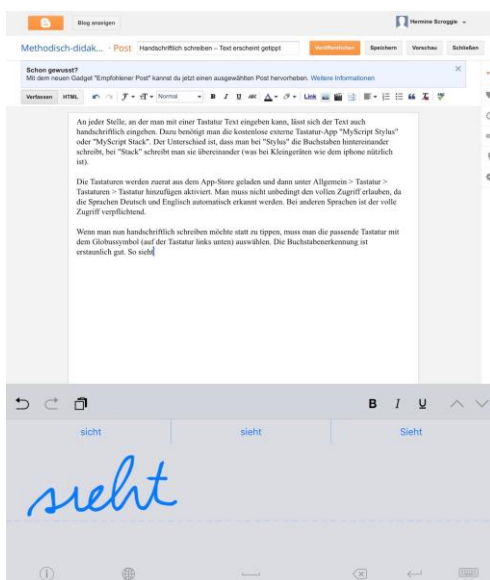 Blog anzeigen
Hermine Scroggie
Methodisch-didak... · Post
Handschriftlich schreiben – Text erscheint getippt
Veröffentlichen
Speichern
Vorschau
Schließen
Schon gewusst?
Mit dem neuen Gadget "Empfohlener Post" kannst du jetzt einen ausgewählten Post hervorheben. Weitere Informationen
Verfassen HTML Normal B I U ABC A Link
An jeder Stelle, an der man mit einer Tastatur Text eingeben kann, lässt sich der Text auch
handschriftlich eingeben. Dazu benötigt man die kostenlose externe Tastatur-App "MyScript Stylus"
oder "MyScript Stack". Der Unterschied ist, dass man bei "Stylus" die Buchstaben hintereinander
schreibt, bei "Stack" schreibt man sie übereinander (was bei Kleingeräten wie dem iphone nützlich
ist).
Die Tastaturen werden zuerst aus dem App-Store geladen und dann unter Allgemein > Tastatur >
Tastaturen > Tastatur hinzufügen aktiviert. Man muss nicht unbedingt den vollen Zugriff erlauben, da
die Sprachen Deutsch und Englisch automatisch erkannt werden. Bei anderen Sprachen ist der volle
Zugriff verpflichtend.
Wenn man nun handschriftlich schreiben möchte statt zu tippen, muss man die passende Tastatur mit
dem Globussymbol (auf der Tastatur links unten) auswählen. Die Buchstabenerkennung ist
erstaunlich gut. So sieht
B I U
sicht sieht Sieht
sieht